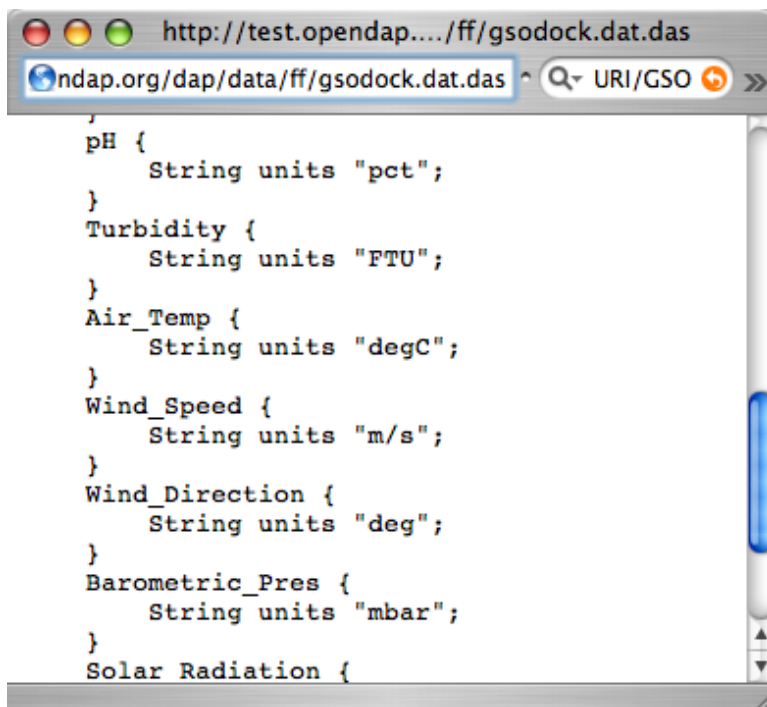 http://test.opendap..../ff/gsodock.dat.das
ndap.org/dap/data/ff/gsodock.dat.das URI/GSO
}
pH {
String units "pct";
}
Turbidity {
String units "FTU";
}
Air_Temp {
String units "degC";
}
Wind_Speed {
String units "m/s";
}
Wind_Direction {
String units "deg";
}
Barometric_Pres {
String units "mbar";
}
Solar Radiation {